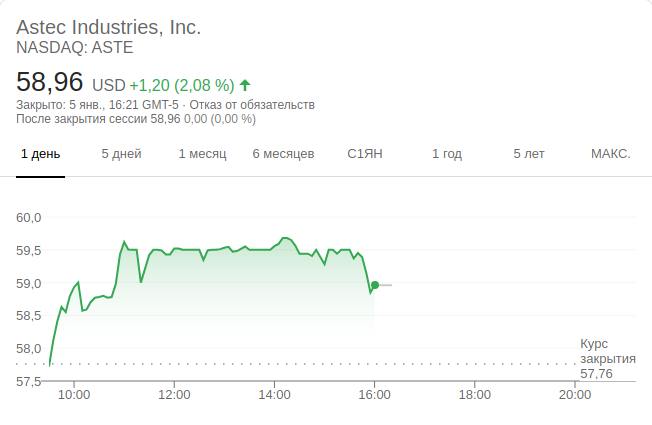 Astec Industries, Inc.
NASDAQ: ASTE
58,96 USD +1,20 (2,08 %)
Закрыто: 5 янв., 16:21 GMT-5 · Отказ от обязательств
После закрытия сессии 58,96 0,00 (0,00 %)
1 день 5 дней 1 месяц 6 месяцев С1ЯН 1 год 5 лет МАКС.
60,0
59,5
59,0
58,5
58,0
57,5
Курс
закрытия
57,76
10:00 12:00 14:00 16:00 18:00 20:00